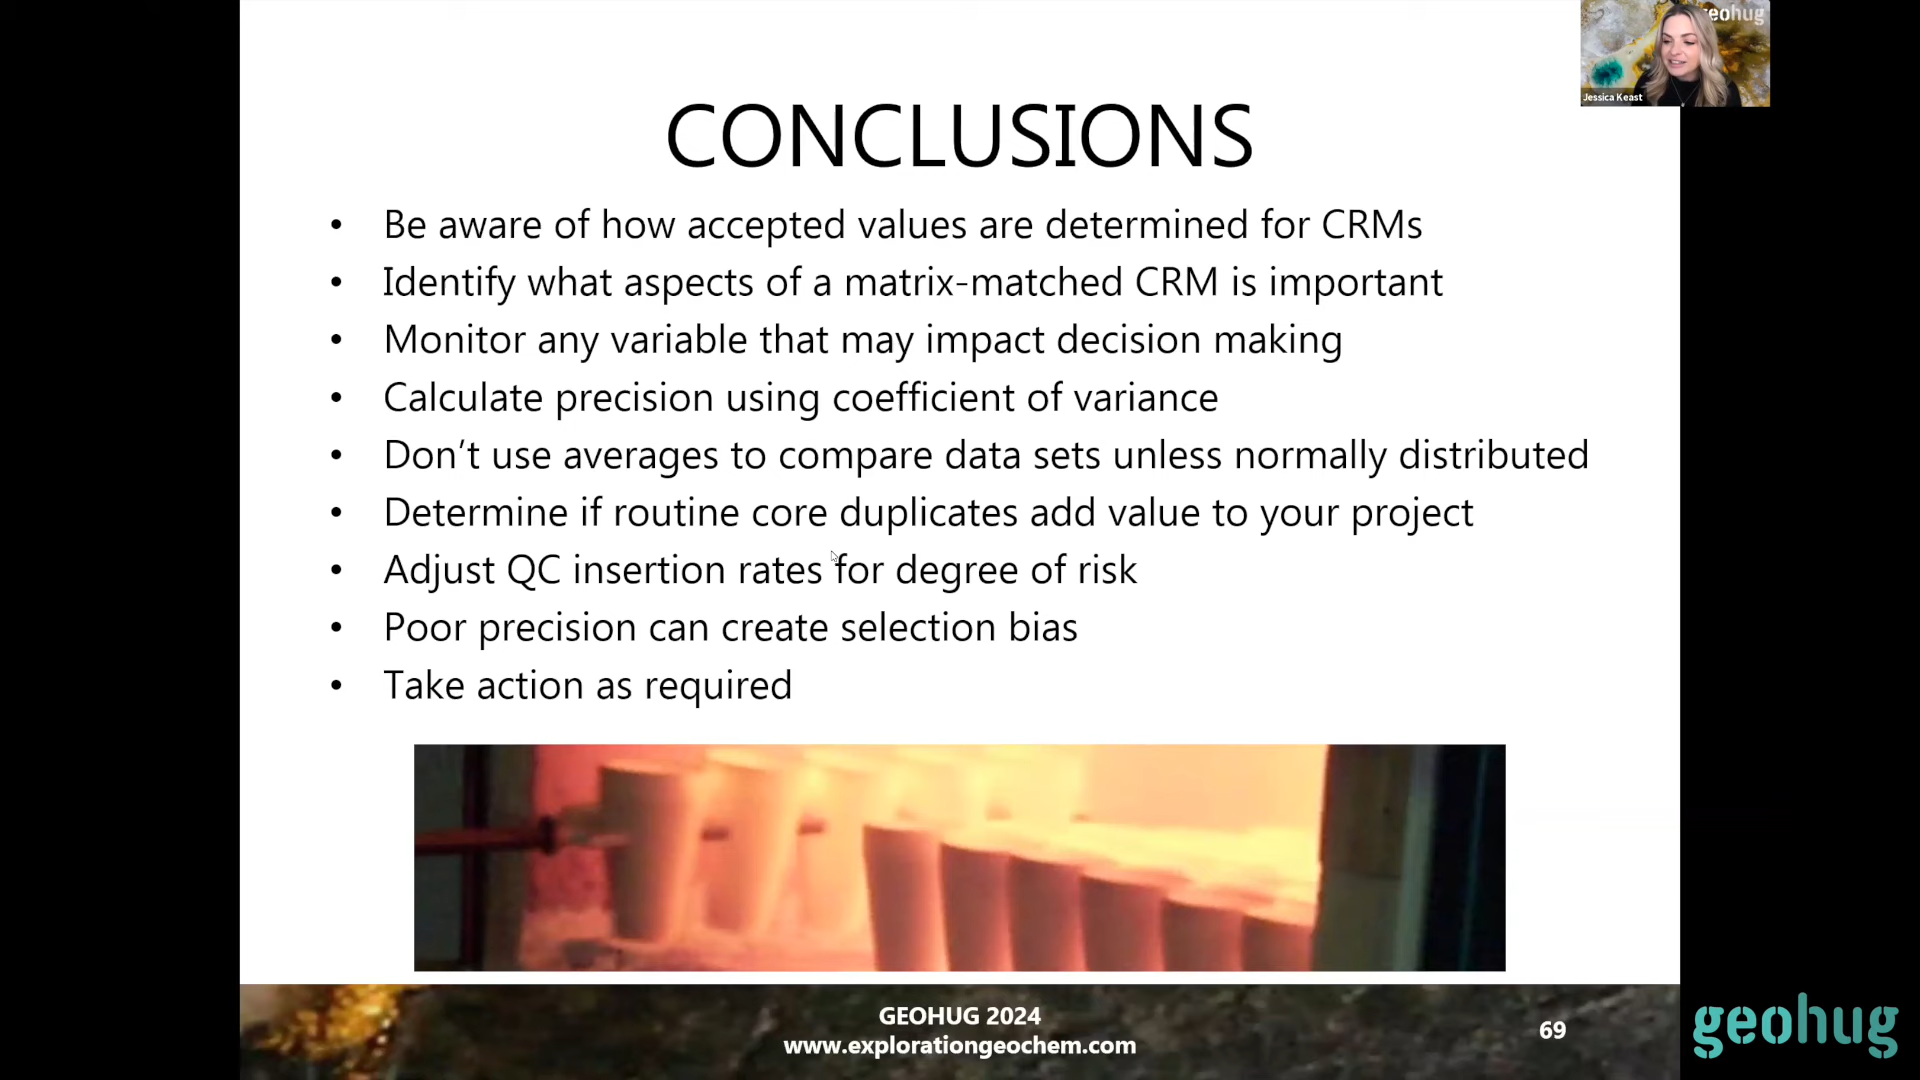 geohug
Jessica Keast
CONCLUSIONS
• Be aware of how accepted values are determined for CRMs
• Identify what aspects of a matrix-matched CRM is important
• Monitor any variable that may impact decision making
• Calculate precision using coefficient of variance
• Don’t use averages to compare data sets unless normally distributed
• Determine if routine core duplicates add value to your project
• Adjust QC insertion rates for degree of risk
• Poor precision can create selection bias
• Take action as required
GEOHUG 2024
www.explorationgeochem.com
69
geohug